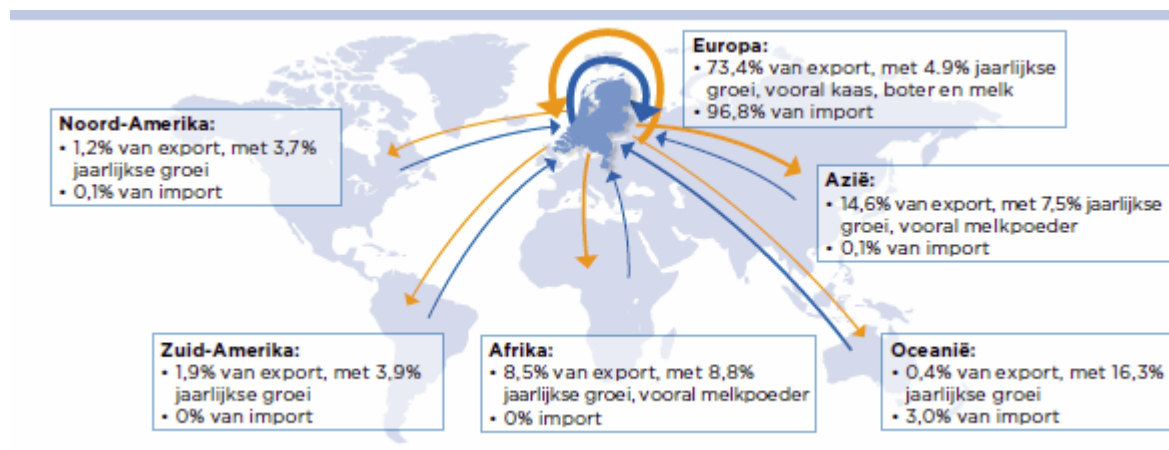 Europa:
• 73,4% van export, met 4.9% jaarlijkse
groei, vooral kaas, boter en melk
• 96,8% van import
Noord-Amerika:
• 1,2% van export, met 3,7%
jaarlijkse groei
• 0,1% van import
Azië:
• 14,6% van export, met 7,5% jaarlijkse
groei, vooral melkpoeder
• 0,1% van import
Zuid-Amerika:
• 1,9% van export, met 3,9%
jaarlijkse groei
• 0% van import
Afrika:
• 8,5% van export, met 8,8%
jaarlijkse groei, vooral melkpoeder
• 0% import
Oceanië:
• 0,4% van export, met 16,3%
jaarlijkse groei
• 3,0% van import